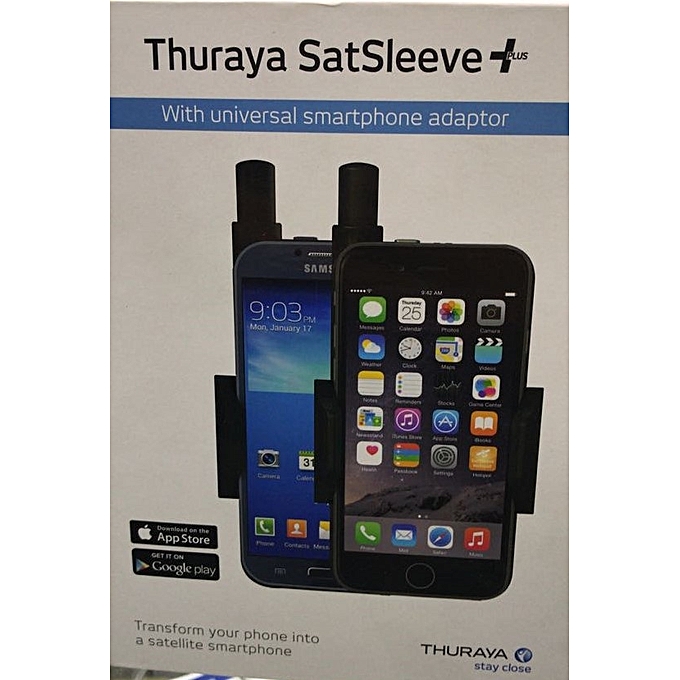 Thuraya SatSleeve+ PLUS
With universal smartphone adaptor
SAMS
9:03 PM
Mon, January 17
Camera
31
Phone
Contacts
9:42 AM
Thursday
25
Messages
Calendar
Photos
Camera
Weather
Clock
Maps
Videos
Notes
Reminders
Stocks
Game Center
Newsstand
iTunes Store
App Store
iBooks
Health
Passbook
Settings
Hotspot
Phone
Mail
Safari
Music
Download on the
App Store
GET IT ON
Google play
Transform your phone into
a satellite smartphone
THURAYA
stay close